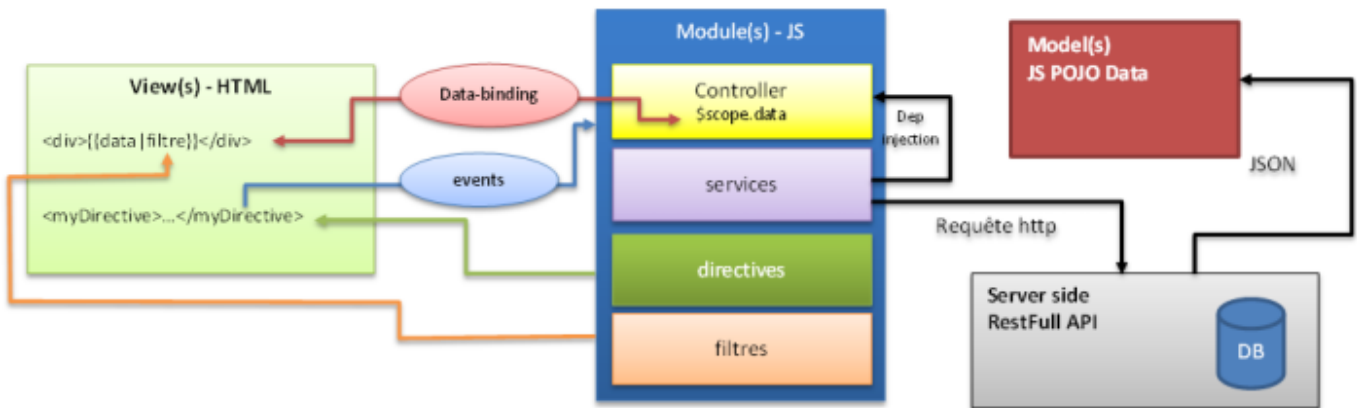 View(s) - HTML
<div>{{data|filtre}}</div>
<myDirective>...</myDirective>
Data-binding
events
Module(s) - JS
Controller
$scope.data
services
directives
filtres
Dep
injection
Requête http
Model(s)
JS POJO Data
JSON
Server side
RestFull API
DB